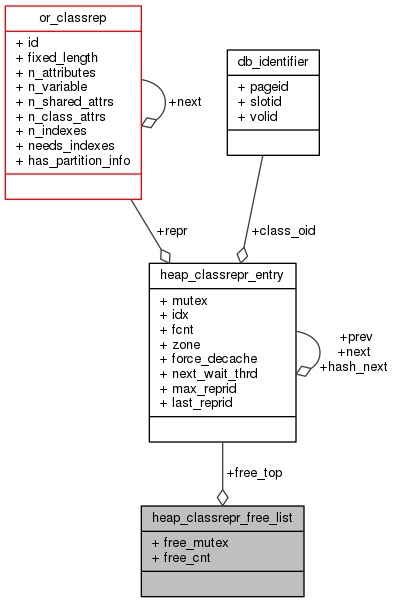 or_classrep
+ id
+ fixed_length
+ n_attributes
+ n_variable
+ n_shared_attrs
+ n_class_attrs
+ n_indexes
+ needs_indexes
+ has_partition_info
+next
db_identifier
+ pageid
+ slotid
+ volid
+repr
+class_oid
heap_classrepr_entry
+ mutex
+ idx
+ fcnt
+ zone
+ force_decache
+ next_wait_thrd
+ max_reprid
+ last_reprid
+prev
+next
+hash_next
+free_top
heap_classrepr_free_list
+ free_mutex
+ free_cnt